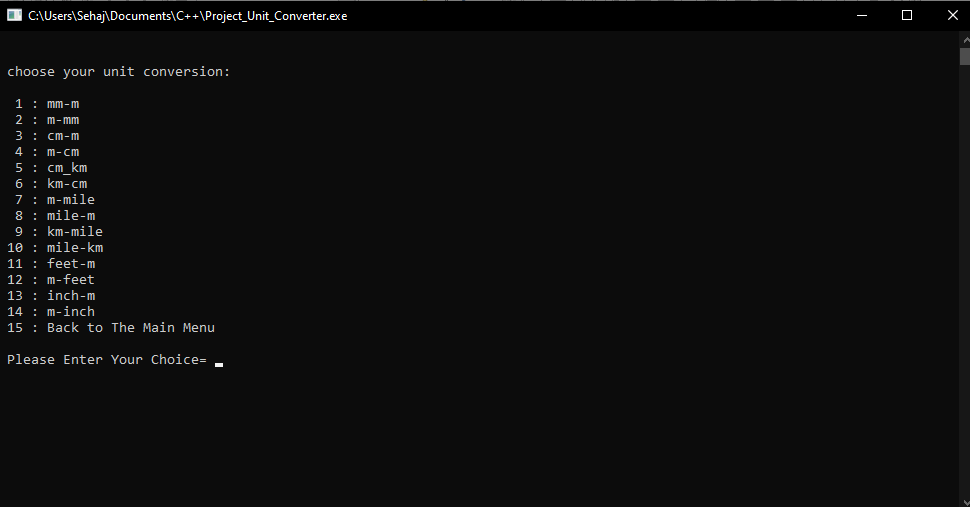 C:\Users\Sehaj\Documents\C++\Project_Unit_Converter.exe
choose your unit conversion:
1 : mm-m
2 : m-mm
3 : cm-m
4 : m-cm
5 : cm_km
6 : km-cm
7 : m-mile
8 : mile-m
9 : km-mile
10 : mile-km
11 : feet-m
12 : m-feet
13 : inch-m
14 : m-inch
15 : Back to The Main Menu
Please Enter Your Choice=